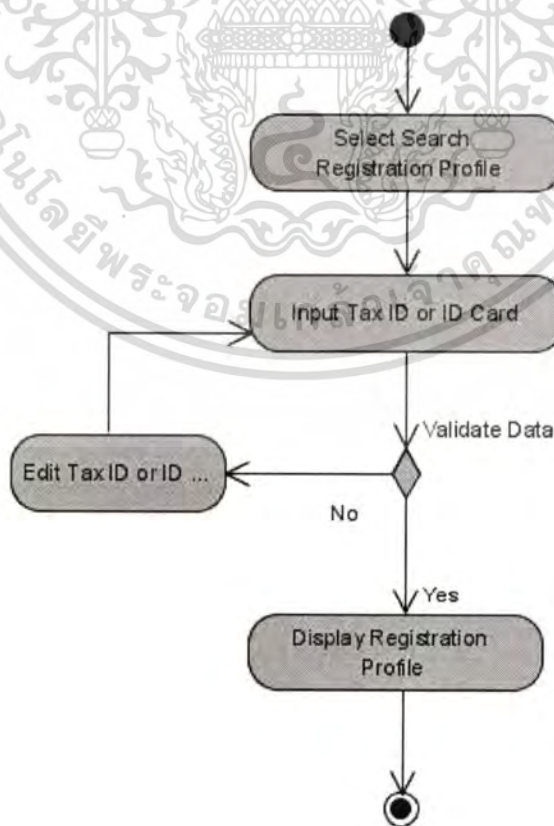 Select Search
Registration Profile
Input Tax ID or ID Card
Validate Data
Edit Tax ID or ID ...
No
Yes
Display Registration
Profile